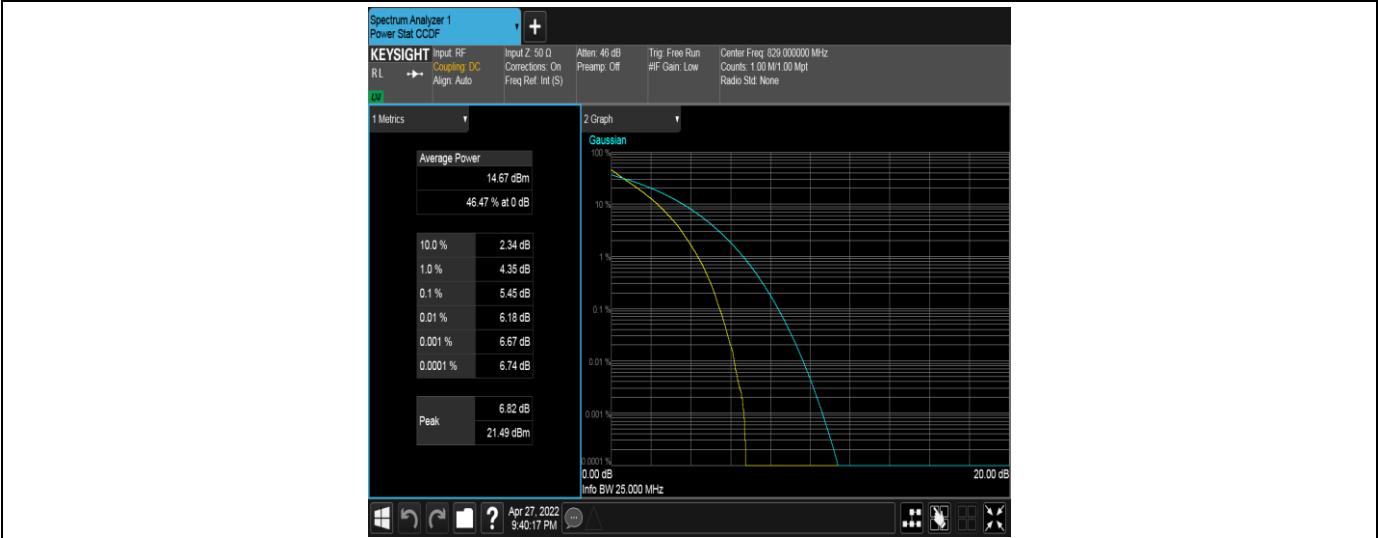 Spectrum Analyzer 1
Power Stat CCDF
+
KEYSIGHT
RL
Input: RF
Coupling: DC
Align: Auto
Input Z: 50 Ω
Corrections: On
Freq Ref: Int (S)
Atten: 46 dB
Preamp: Off
Trig: Free Run
#IF Gain: Low
Center Freq: 829.000000 MHz
Counts: 1.00 M/1.00 Mpt
Radio Std: None
1 Metrics
Average Power
14.67 dBm
46.47 % at 0 dB
10.0 % 2.34 dB
1.0 % 4.35 dB
0.1 % 5.45 dB
0.01 % 6.18 dB
0.001 % 6.67 dB
0.0001 % 6.74 dB
Peak
6.82 dB
21.49 dBm
2 Graph
Gaussian
100 %
10 %
1 %
0.1 %
0.01 %
0.001 %
0.0001 %
0.00 dB 20.00 dB
Info BW 25.000 MHz
?
Apr 27, 2022
9:40:17 PM